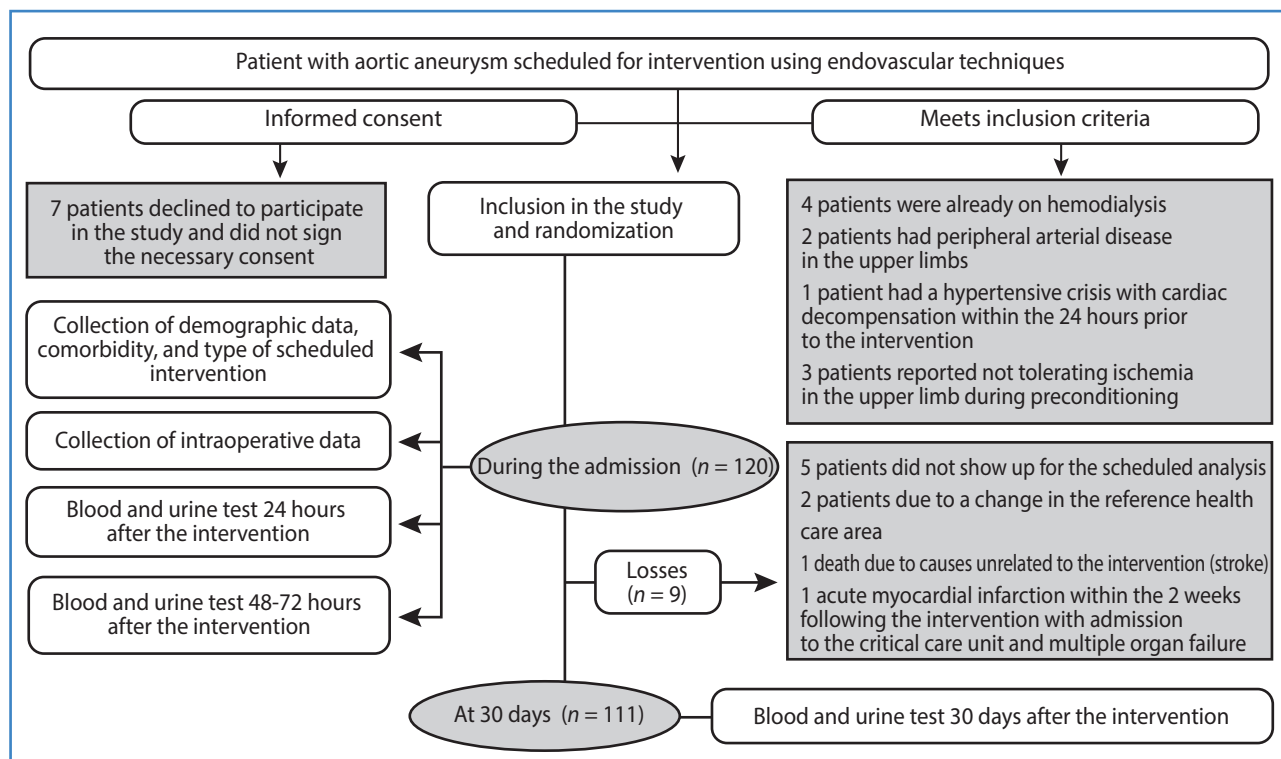 Patient with aortic aneurysm scheduled for intervention using endovascular techniques
Informed consent
Meets inclusion criteria
7 patients declined to participate
in the study and did not sign
the necessary consent
Inclusion in the study
and randomization
4 patients were already on hemodialysis
2 patients had peripheral arterial disease
in the upper limbs
1 patient had a hypertensive crisis with cardiac
decompensation within the 24 hours prior
to the intervention
3 patients reported not tolerating ischemia
in the upper limb during preconditioning
Collection of demographic data,
comorbidity, and type of scheduled
intervention
Collection of intraoperative data
Blood and urine test 24 hours
after the intervention
Blood and urine test 48-72 hours
after the intervention
During the admission (n = 120)
Losses
(n = 9)
5 patients did not show up for the scheduled analysis
2 patients due to a change in the reference health
care area
1 death due to causes unrelated to the intervention (stroke)
1 acute myocardial infarction within the 2 weeks
following the intervention with admission
to the critical care unit and multiple organ failure
At 30 days (n = 111)
Blood and urine test 30 days after the intervention